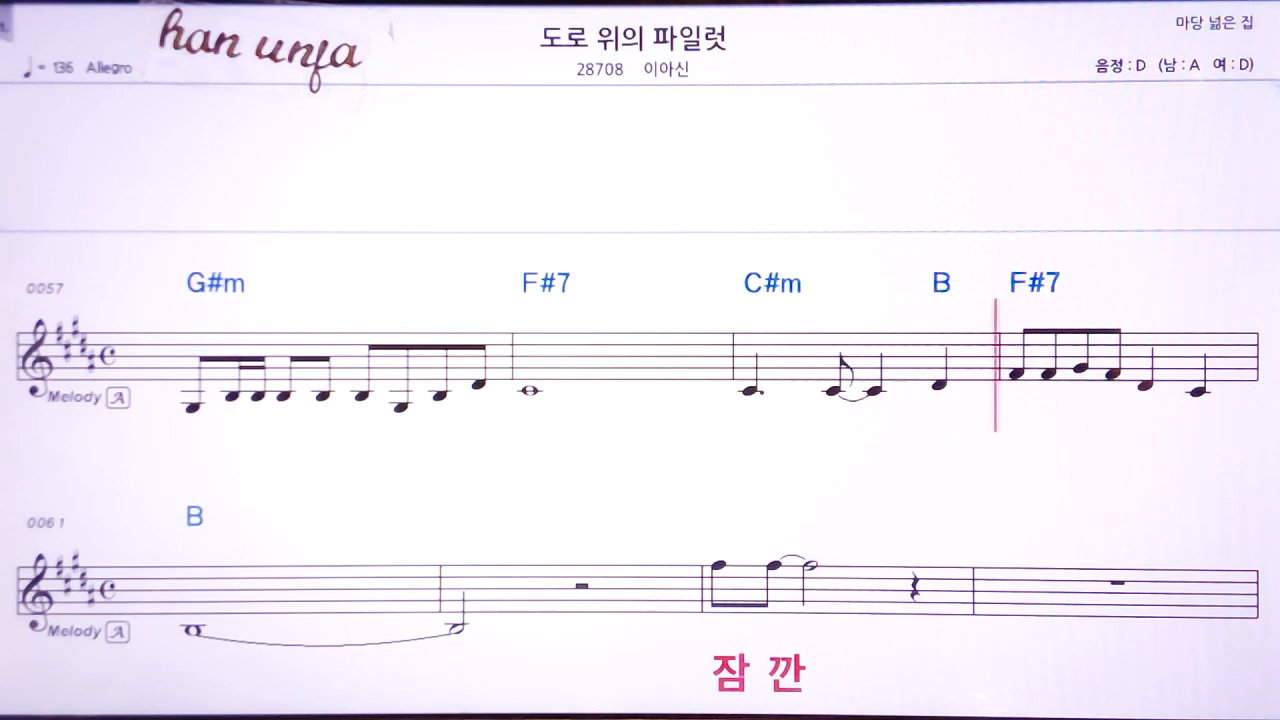 han unfa
도로 위의 파일럿
마당 넓은 집
♩= 136 Allegro
28708 이아신
음정 : D (남 : A 여 : D)
0057
G#m F#7 C#m B F#7
Melody A
0061
B
Melody A
잠 깐